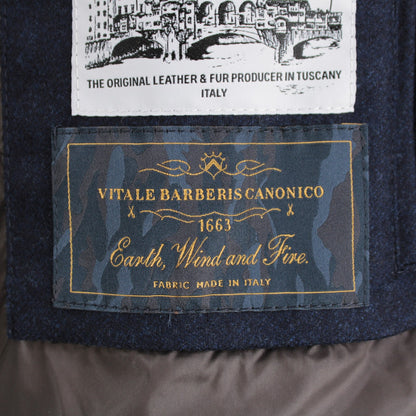 THE ORIGINAL LEATHER & FUR PRODUCER IN TUSCANY
ITALY
VITALE BARBERIS CANONICO
1663
Earth, Wind and Fire.
FABRIC MADE IN ITALY